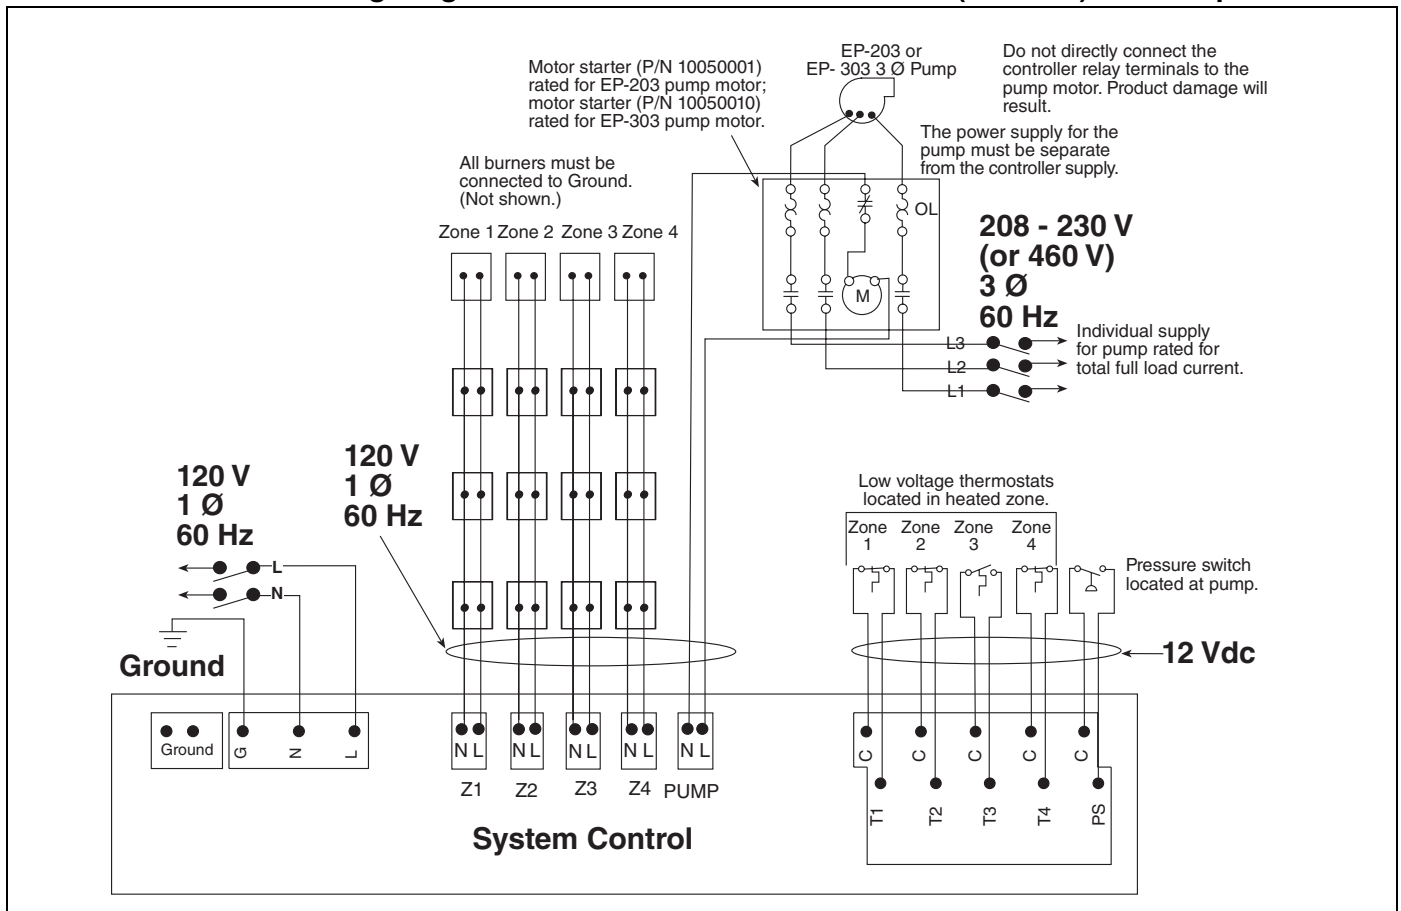 EP-203 or
EP- 303 3 Ø Pump
Do not directly connect the
controller relay terminals to the
pump motor. Product damage will
result.
Motor starter (P/N 10050001)
rated for EP-203 pump motor;
motor starter (P/N 10050010)
rated for EP-303 pump motor.
The power supply for the
pump must be separate
from the controller supply.
All burners must be
connected to Ground.
(Not shown.)
Zone 1 Zone 2 Zone 3 Zone 4
OL
M
208 - 230 V
(or 460 V)
3 Ø
60 Hz
L3
L2
L1
Individual supply
for pump rated for
total full load current.
120 V
1 Ø
60 Hz
120 V
1 Ø
60 Hz
L
N
Ground
Low voltage thermostats
located in heated zone.
Zone 1
Zone 2
Zone 3
Zone 4
Pressure switch
located at pump.
12 Vdc
Ground
G N L
N L
N L
N L
N L
N L
Z1 Z2 Z3 Z4 PUMP
C C C C C
T1 T2 T3 T4 PS
System Control